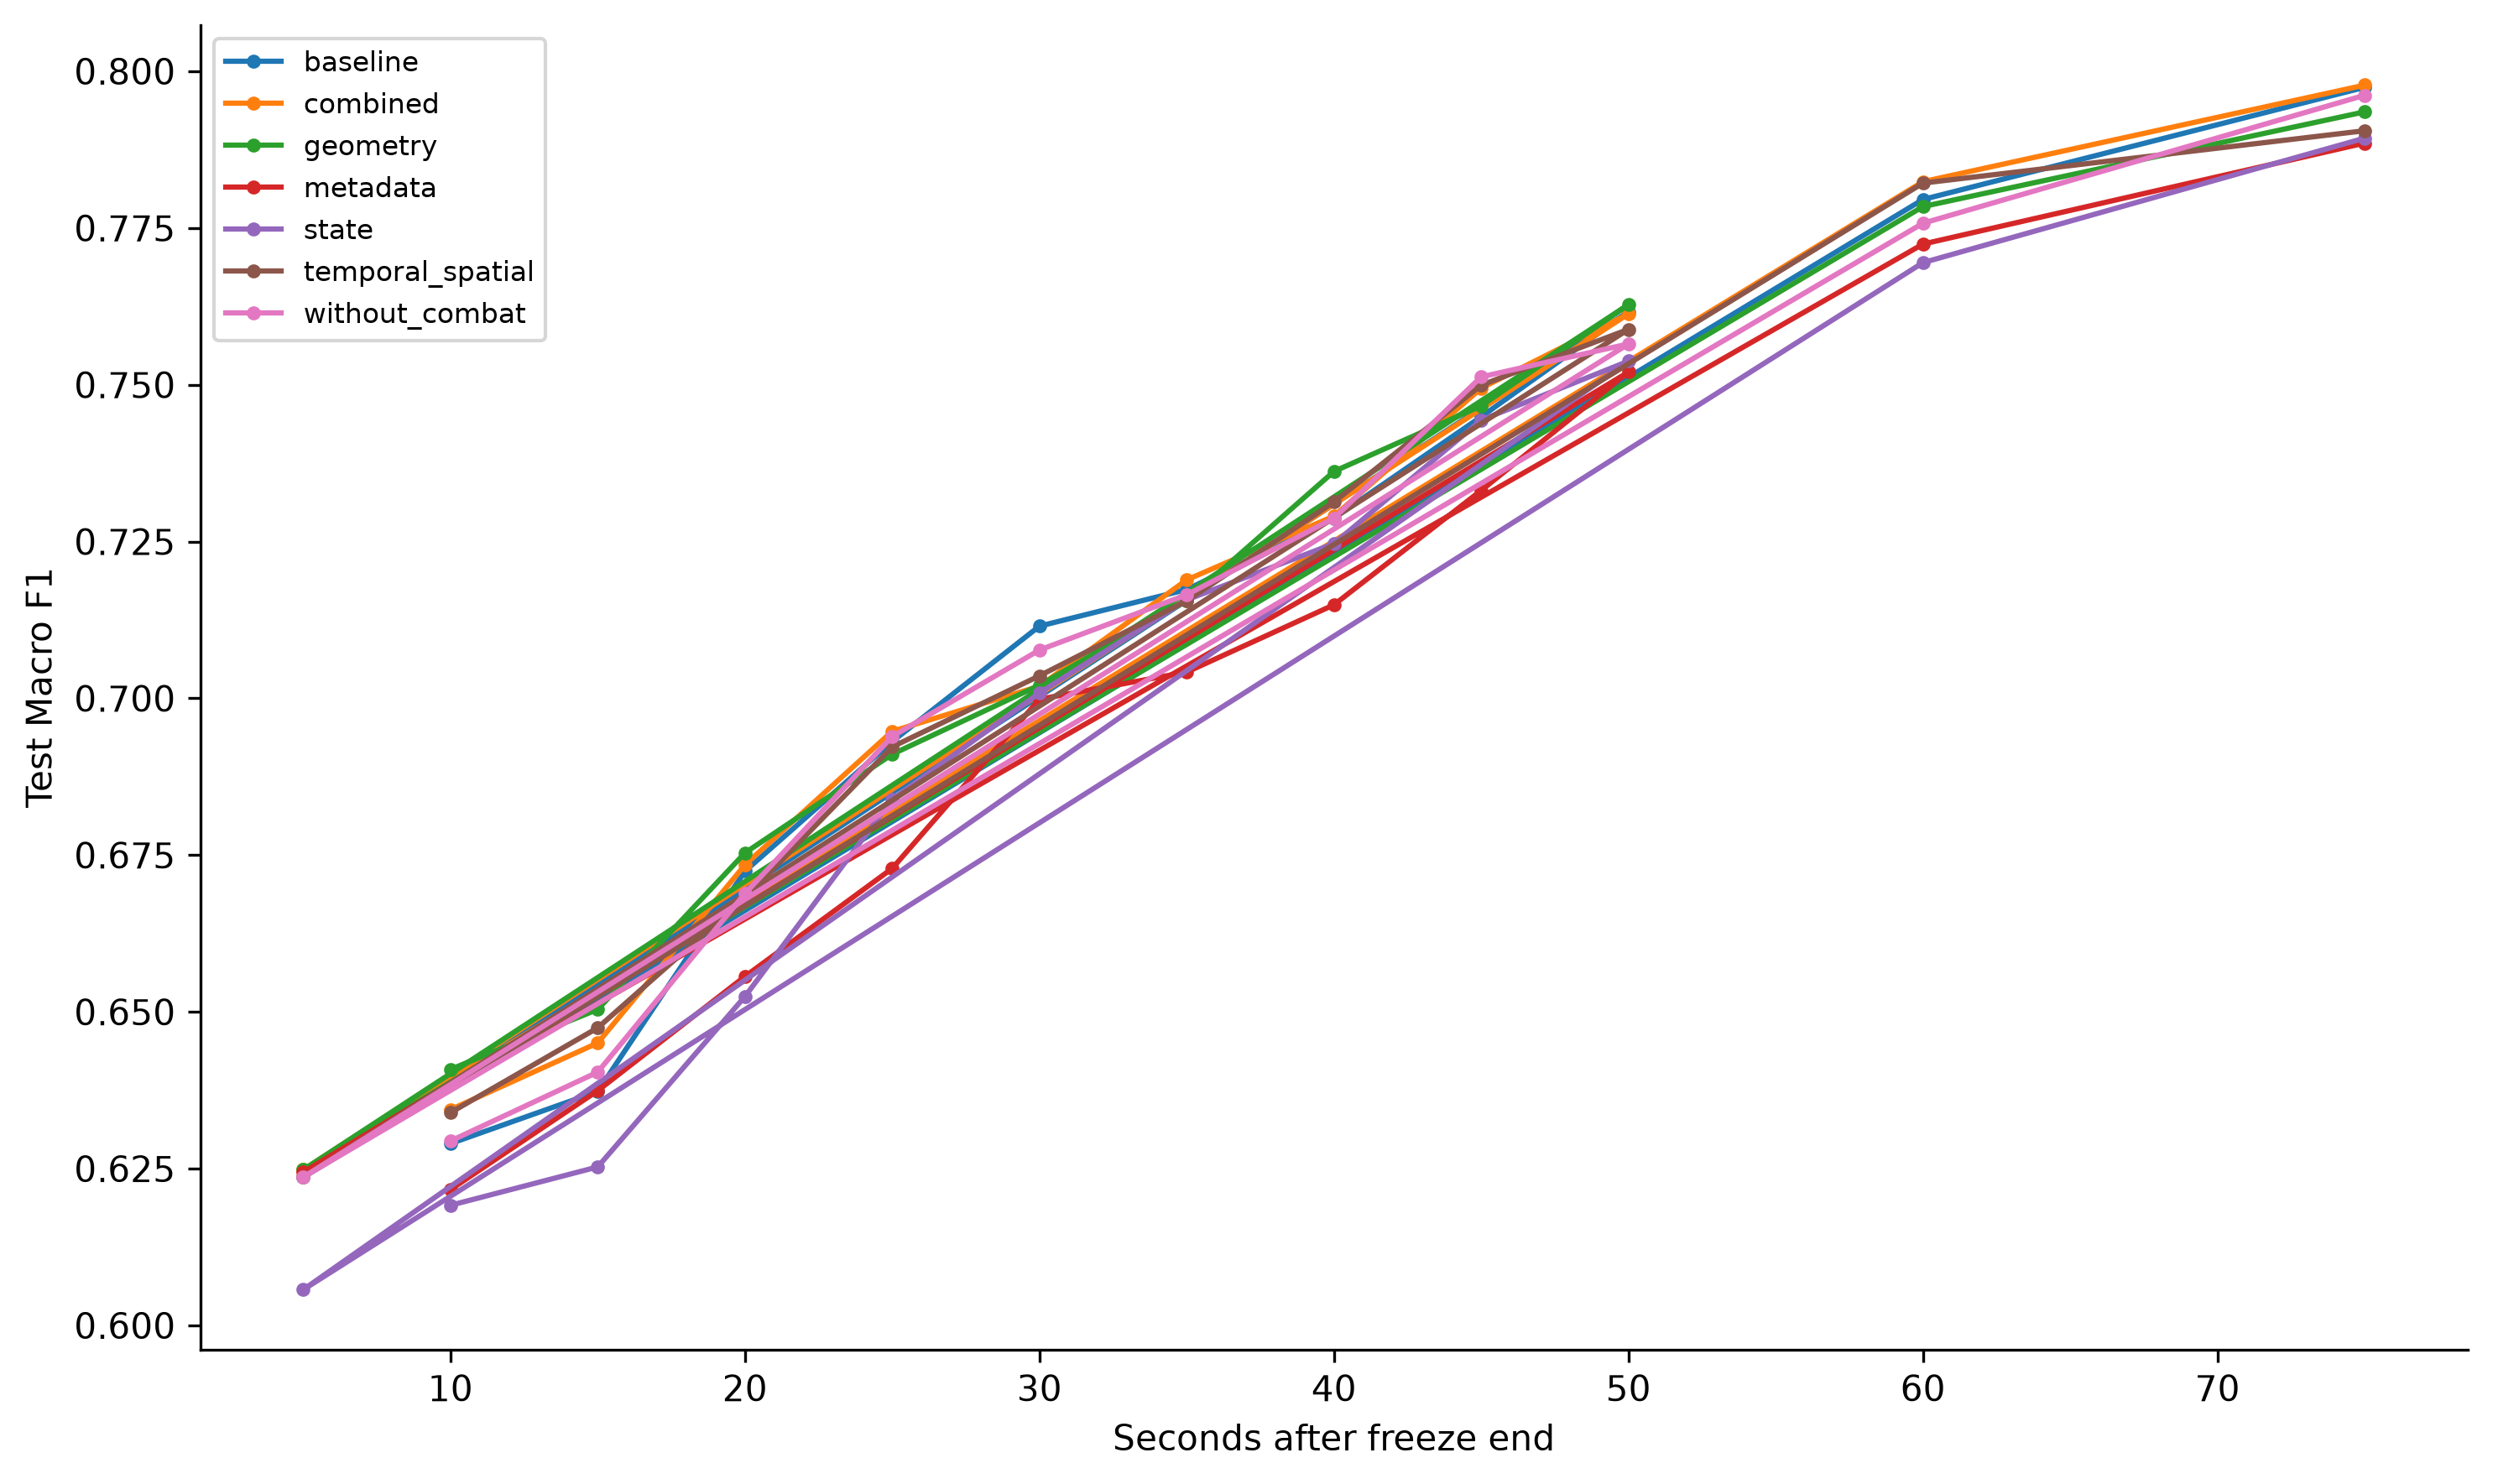 baseline
combined
geometry
metadata
state
temporal_spatial
without_combat
0.800
0.775
0.750
0.725
0.700
0.675
0.650
0.625
0.600
Test Macro F1
10 20 30 40 50 60 70
Seconds after freeze end